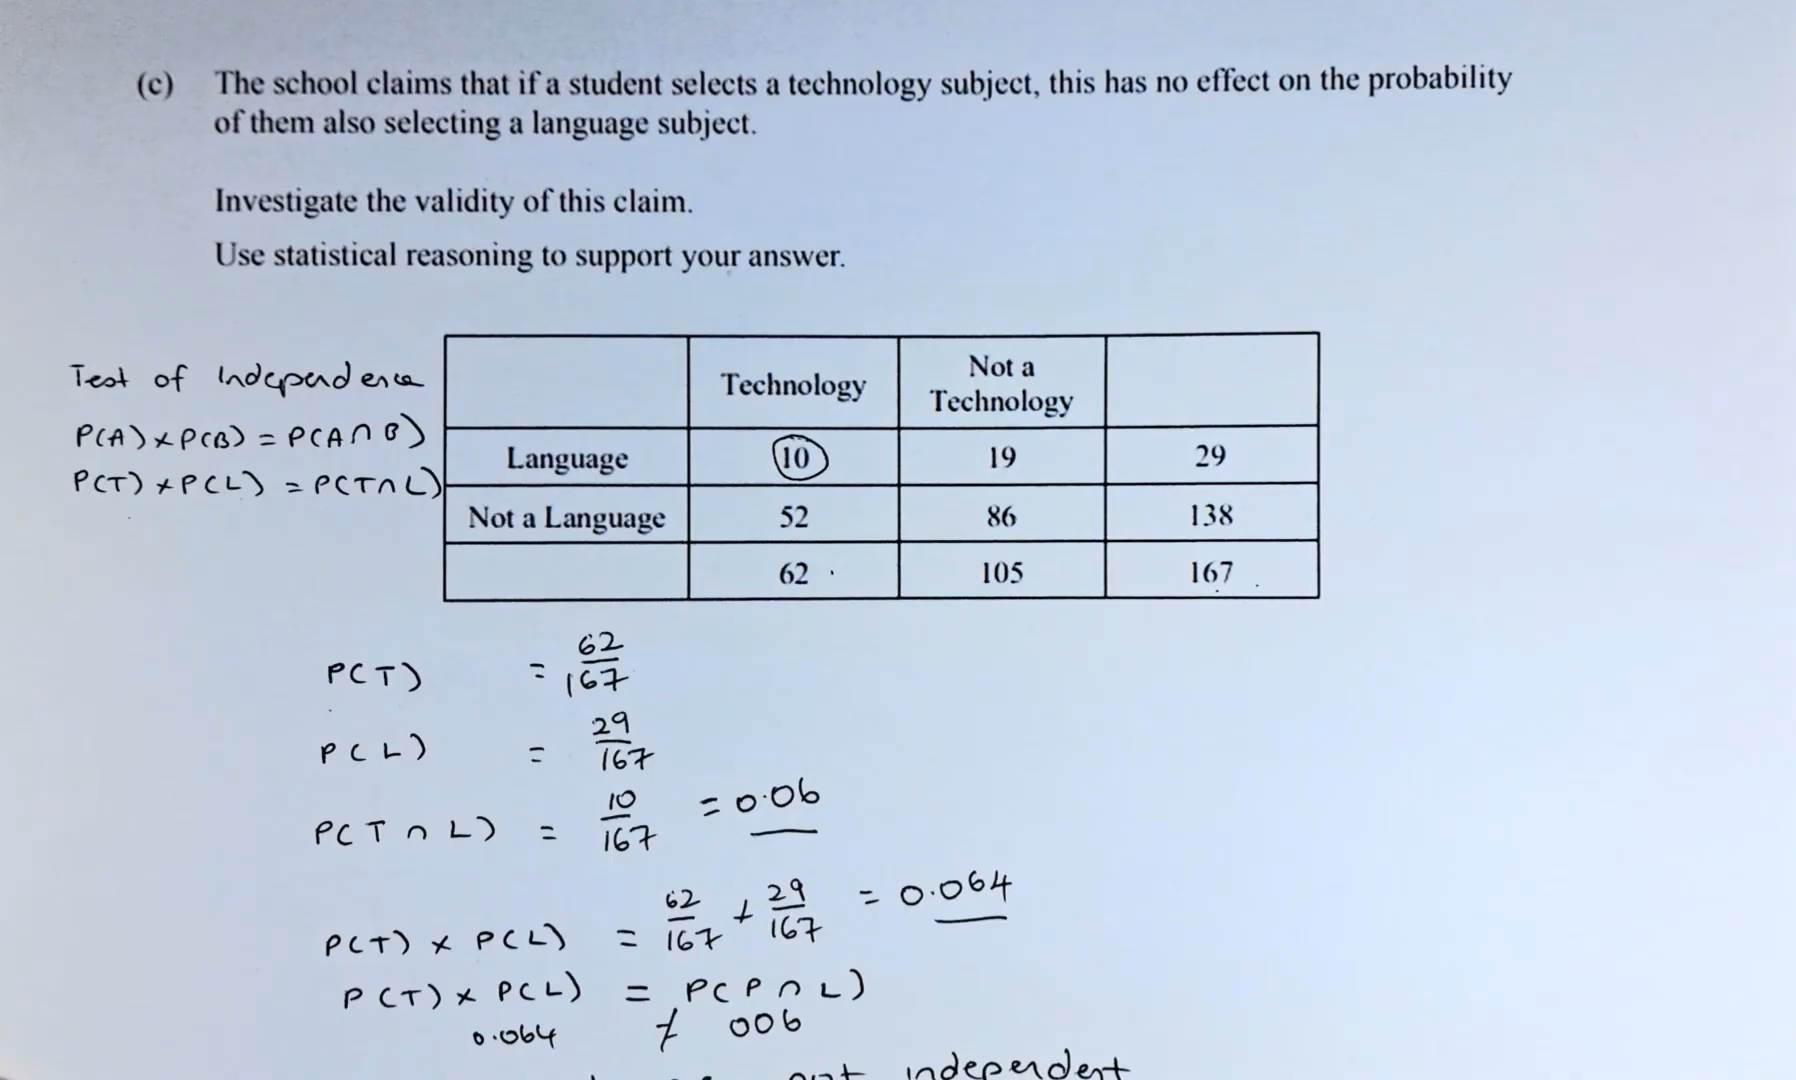 (c) The school claims that if a student selects a technology subject, this has no effect on the probability
of them also selecting a language subject.
Investigate the validity of this claim.
Use statistical reasoning to support your answer.
Test of Independence
P(A) × P(B) = P(A ∩ B)
P(T) × P(L) = P(T ∩ L)
Technology Not a Technology
Language 10 19 29
Not a Language 52 86 138
62 105 167
P(T) = 62/167
P(L) = 29/167
P(T ∩ L) = 10/167 = 0.06
P(T) × P(L) = 62/167 × 29/167 = 0.064
P(T) × P(L) = P(P ∩ L)
0.064 ≠ 006
not independent